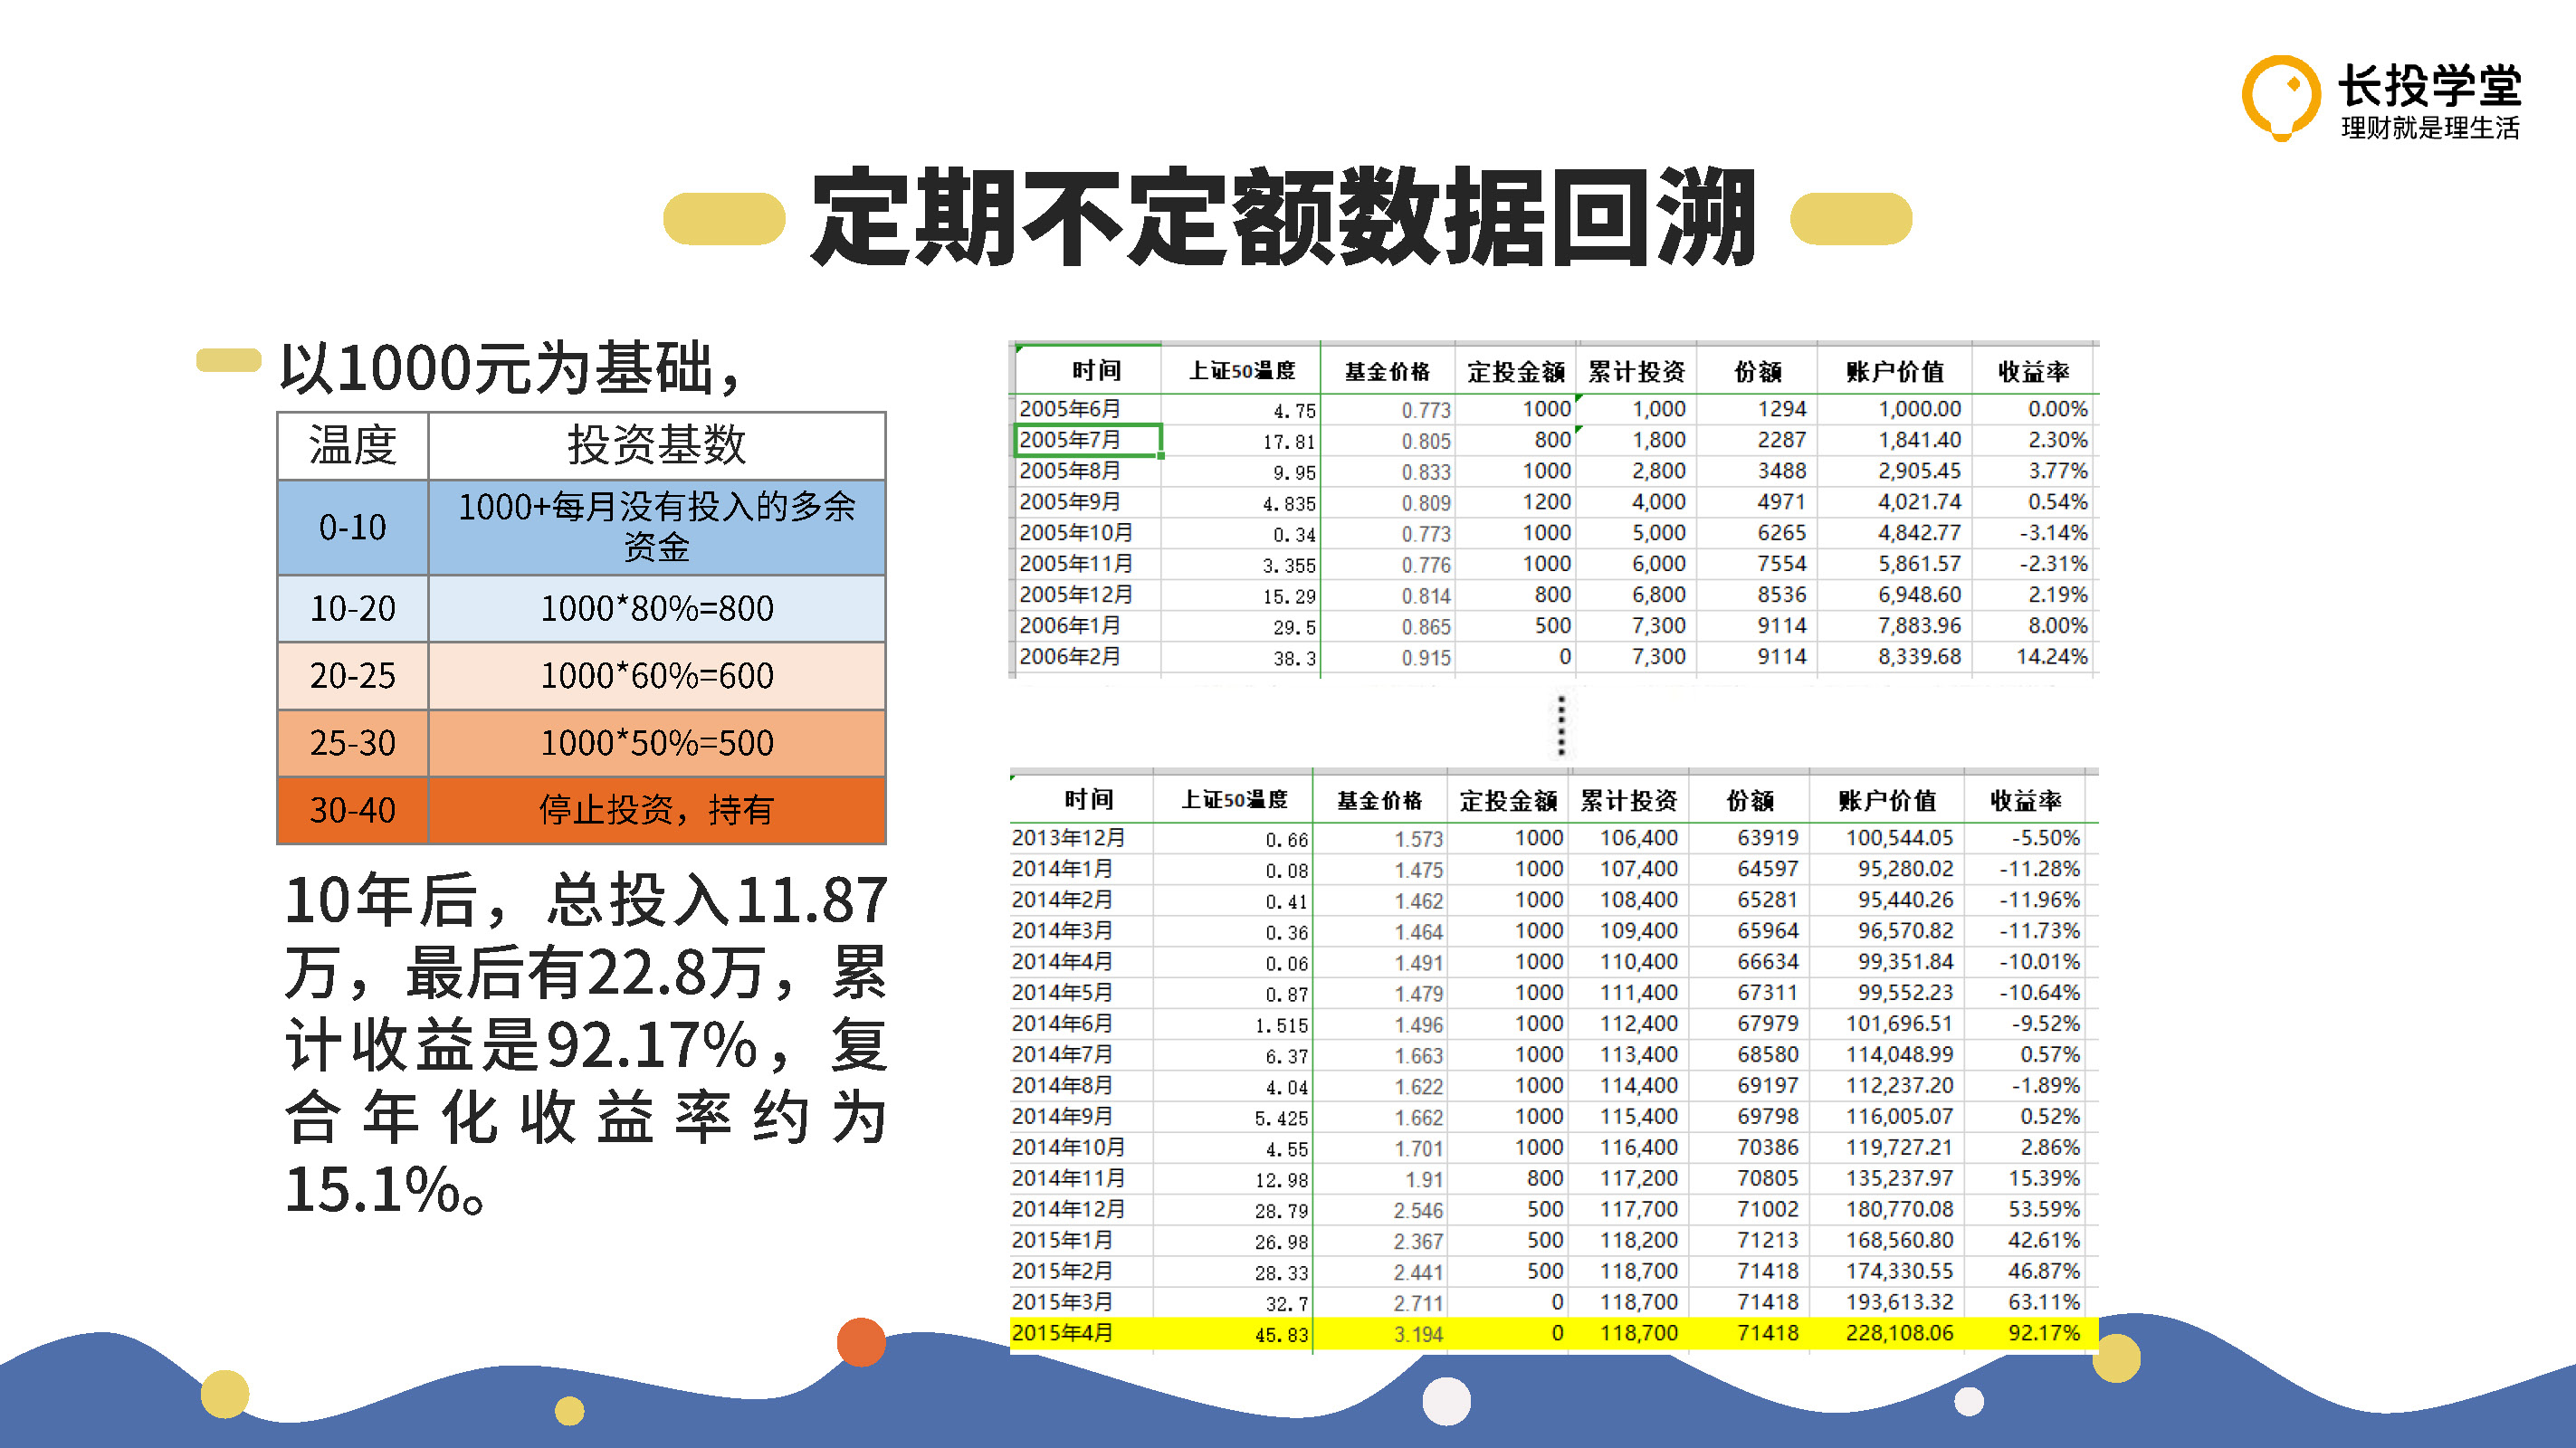 长投学堂
理财就是理生活
定期不定额数据回溯
以1000元为基础，
温度 投资基数
0-10 1000+每月没有投入的多余
资金
10-20 1000*80%=800
20-25 1000*60%=600
25-30 1000*50%=500
30-40 停止投资，持有
10年后，总投入11.87
万，最后有22.8万，累
计收益是92.17%，复
合年化收益率约为
15.1%。
时间 上证50温度 基金价格 定投金额 累计投资 份额 账户价值 收益率
2005年6月 4.75 0.773 1000 1,000 1294 1,000.00 0.00%
2005年7月 17.81 0.805 800 1,800 2287 1,841.40 2.30%
2005年8月 9.95 0.833 1000 2,800 3488 2,905.45 3.77%
2005年9月 4.835 0.809 1200 4,000 4971 4,021.74 0.54%
2005年10月 0.34 0.773 1000 5,000 6265 4,842.77 -3.14%
2005年11月 3.355 0.776 1000 6,000 7554 5,861.57 -2.31%
2005年12月 15.29 0.814 800 6,800 8536 6,948.60 2.19%
2006年1月 29.5 0.865 500 7,300 9114 7,883.96 8.00%
2006年2月 38.3 0.915 0 7,300 9114 8,339.68 14.24%
时间 上证50温度 基金价格 定投金额 累计投资 份额 账户价值 收益率
2013年12月 0.66 1.573 1000 106,400 63919 100,544.05 -5.50%
2014年1月 0.08 1.475 1000 107,400 64597 95,280.02 -11.28%
2014年2月 0.41 1.462 1000 108,400 65281 95,440.26 -11.96%
2014年3月 0.36 1.464 1000 109,400 65964 96,570.82 -11.73%
2014年4月 0.06 1.491 1000 110,400 66634 99,351.84 -10.01%
2014年5月 0.87 1.479 1000 111,400 67311 99,552.23 -10.64%
2014年6月 1.515 1.496 1000 112,400 67979 101,696.51 -9.52%
2014年7月 6.37 1.663 1000 113,400 68580 114,048.99 0.57%
2014年8月 4.04 1.622 1000 114,400 69197 112,237.20 -1.89%
2014年9月 5.425 1.662 1000 115,400 69798 116,005.07 0.52%
2014年10月 4.55 1.701 1000 116,400 70386 119,727.21 2.86%
2014年11月 12.98 1.91 800 117,200 70805 135,237.97 15.39%
2014年12月 28.79 2.546 500 117,700 71002 180,770.08 53.59%
2015年1月 26.98 2.367 500 118,200 71213 168,560.80 42.61%
2015年2月 28.33 2.441 500 118,700 71418 174,330.55 46.87%
2015年3月 32.7 2.711 0 118,700 71418 193,613.32 63.11%
2015年4月 45.83 3.194 0 118,700 71418 228,108.06 92.17%